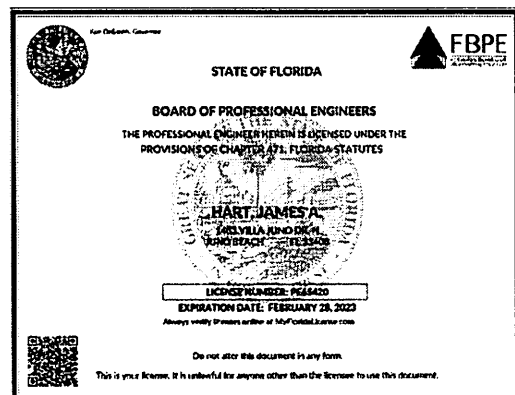 Ron DeSantis, Governor
FBPE
STATE OF FLORIDA
BOARD OF PROFESSIONAL ENGINEERS
THE PROFESSIONAL ENGINEER HEREIN IS LICENSED UNDER THE
PROVISIONS OF CHAPTER 471, FLORIDA STATUTES
HART, JAMES A.
VILLA JUNO DR. N.
JUNO BEACH FL 33408
LICENSE NUMBER: PE65420
EXPIRATION DATE: FEBRUARY 28, 2023
Always verify licenses online at MyFloridaLicense.com
Do not alter this document in any form.
This is your license. It is unlawful for anyone other than the licensee to use this document.